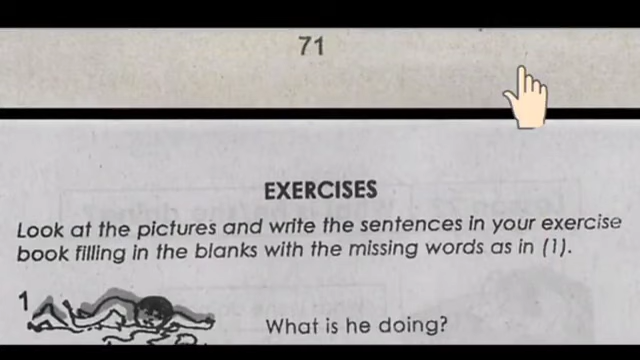 71
EXERCISES
Look at the pictures and write the sentences in your exercise
book filling in the blanks with the missing words as in (1).
1
What is he doing?